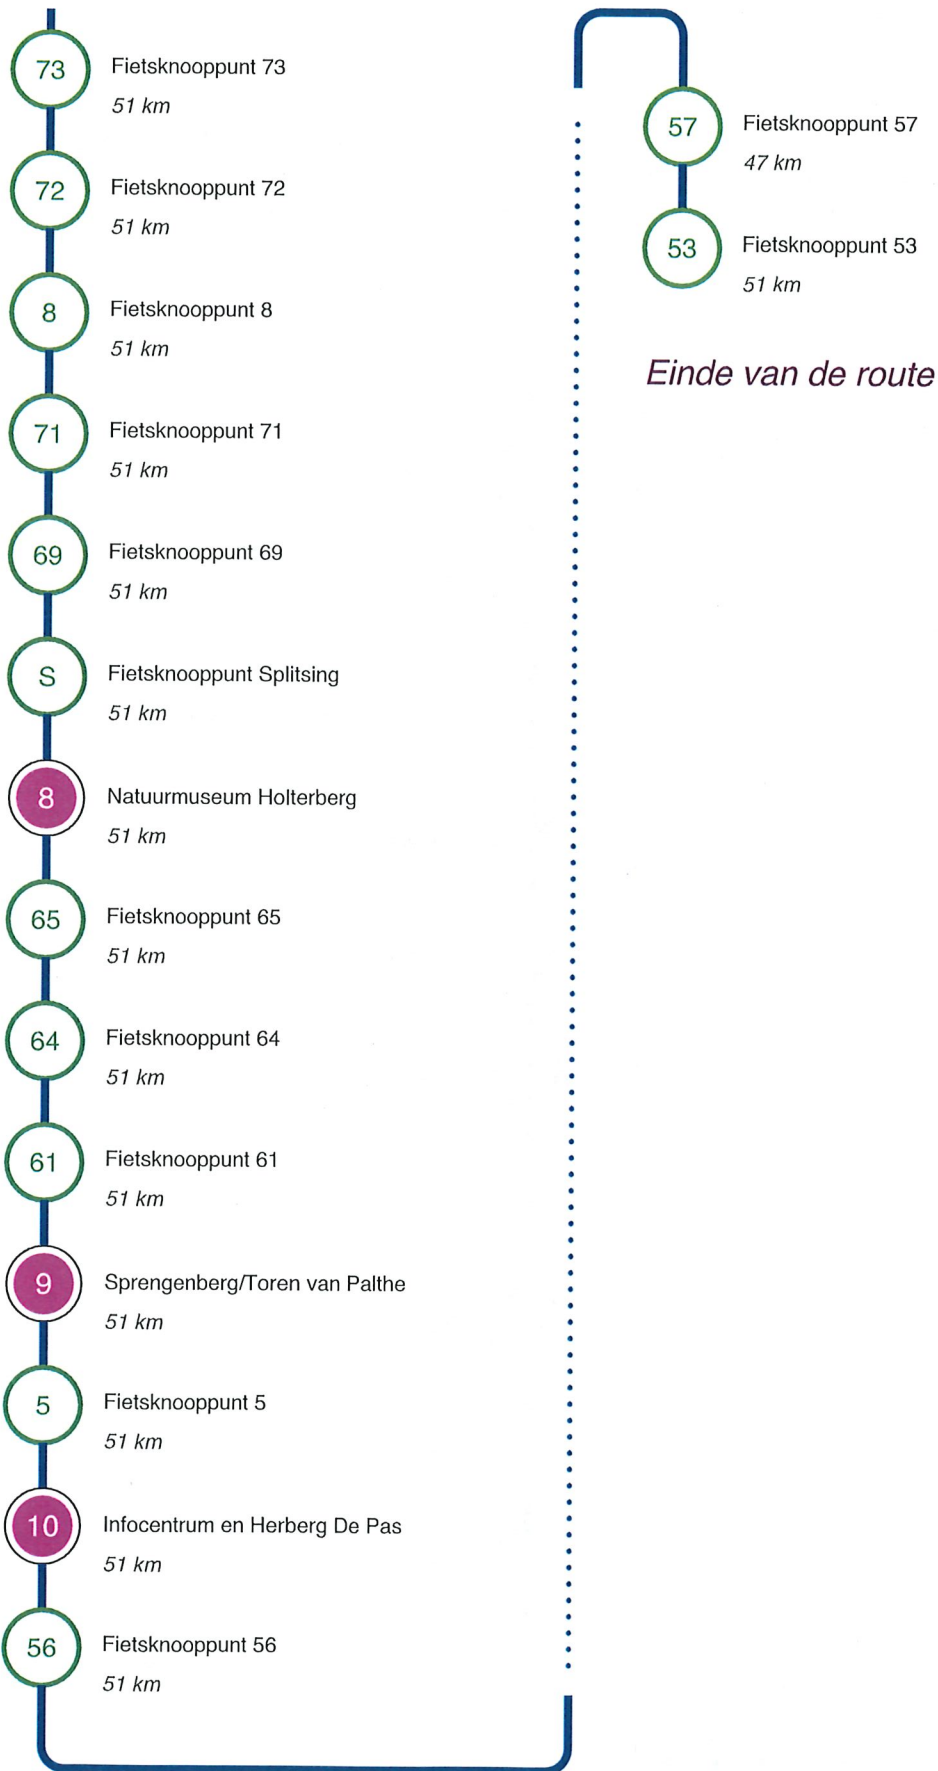 73
Fietsknooppunt 73
51 km
72
Fietsknooppunt 72
51 km
8
Fietsknooppunt 8
51 km
71
Fietsknooppunt 71
51 km
69
Fietsknooppunt 69
51 km
S
Fietsknooppunt Splitsing
51 km
8
Natuurmuseum Holterberg
51 km
65
Fietsknooppunt 65
51 km
64
Fietsknooppunt 64
51 km
61
Fietsknooppunt 61
51 km
9
Sprengenberg/Toren van Palthe
51 km
5
Fietsknooppunt 5
51 km
10
Infocentrum en Herberg De Pas
51 km
56
Fietsknooppunt 56
51 km
57
Fietsknooppunt 57
47 km
53
Fietsknooppunt 53
51 km
Einde van de route